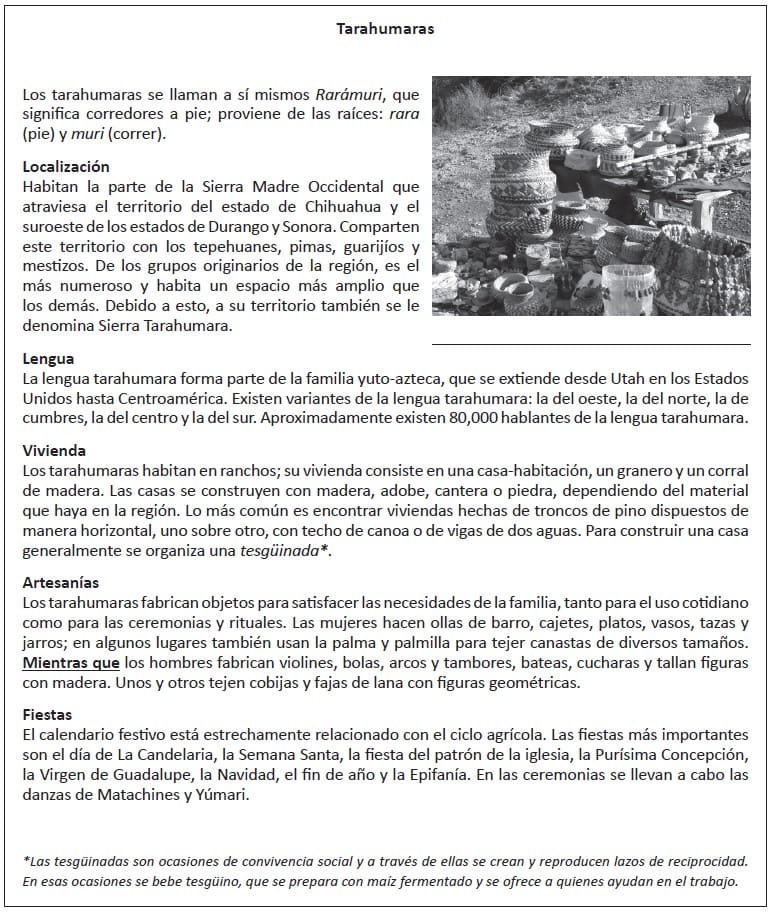 Tarahumaras
Los tarahumaras se llaman a sí mismos Rarámuri, que
significa corredores a pie; proviene de las raíces: rara
(pie) y muri (correr).
Localización
Habitan la parte de la Sierra Madre Occidental que
atraviesa el territorio del estado de Chihuahua y el
suroeste de los estados de Durango y Sonora. Comparten
este territorio con los tepehuanes, pimas, guarijíos y
mestizos. De los grupos originarios de la región, es el
más numeroso y habita un espacio más amplio que
los demás. Debido a esto, a su territorio también se le
denomina Sierra Tarahumara.
Lengua
La lengua tarahumara forma parte de la familia yuto-azteca, que se extiende desde Utah en los Estados
Unidos hasta Centroamérica. Existen variantes de la lengua tarahumara: la del oeste, la del norte, la de
cumbres, la del centro y la del sur. Aproximadamente existen 80,000 hablantes de la lengua tarahumara.
Vivienda
Los tarahumaras habitan en ranchos; su vivienda consiste en una casa-habitación, un granero y un corral
de madera. Las casas se construyen con madera, adobe, cantera o piedra, dependiendo del material
que haya en la región. Lo más común es encontrar viviendas hechas de troncos de pino dispuestos de
manera horizontal, uno sobre otro, con techo de canoa o de vigas de dos aguas. Para construir una casa
generalmente se organiza una tesgüinada*.
Artesanías
Los tarahumaras fabrican objetos para satisfacer las necesidades de la familia, tanto para el uso cotidiano
como para las ceremonias y rituales. Las mujeres hacen ollas de barro, cajetes, platos, vasos, tazas y
jarros; en algunos lugares también usan la palma y palmilla para tejer canastas de diversos tamaños.
Mientras que los hombres fabrican violines, bolas, arcos y tambores, bateas, cucharas y tallan figuras
con madera. Unos y otros tejen cobijas y fajas de lana con figuras geométricas.
Fiestas
El calendario festivo está estrechamente relacionado con el ciclo agrícola. Las fiestas más importantes
son el día de La Candelaria, la Semana Santa, la fiesta del patrón de la iglesia, la Purísima Concepción,
la Virgen de Guadalupe, la Navidad, el fin de año y la Epifanía. En las ceremonias se llevan a cabo las
danzas de Matachines y Yúmari.
*Las tesgüinadas son ocasiones de convivencia social y a través de ellas se crean y reproducen lazos de reciprocidad.
En esas ocasiones se bebe tesgüino, que se prepara con maíz fermentado y se ofrece a quienes ayudan en el trabajo.